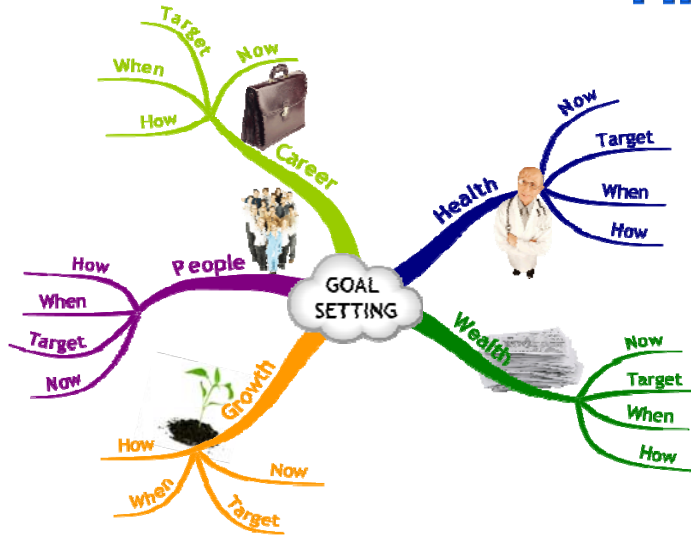 GOAL
SETTING
Health
Now
Target
When
How
Wealth
Now
Target
When
How
Growth
Now
Target
When
How
People
Now
Target
When
How
Career
Now
Target
When
How